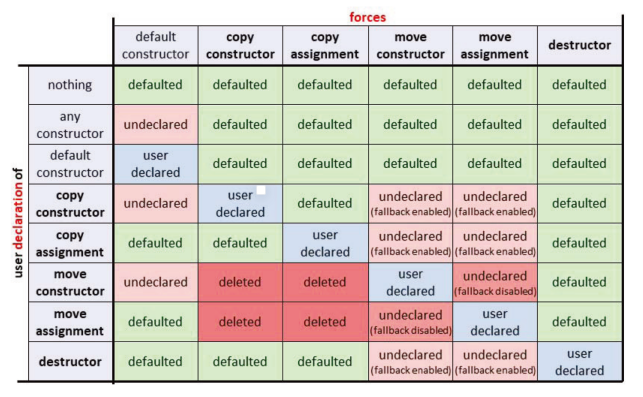 forces
default constructor
copy constructor
copy assignment
move constructor
move assignment
destructor
user declaration of
nothing
defaulted
defaulted
defaulted
defaulted
defaulted
defaulted
any constructor
undeclared
defaulted
defaulted
defaulted
defaulted
defaulted
default constructor
user declared
defaulted
defaulted
defaulted
defaulted
defaulted
copy constructor
undeclared
user declared
defaulted
undeclared (fallback enabled)
undeclared (fallback enabled)
defaulted
copy assignment
defaulted
defaulted
user declared
undeclared (fallback enabled)
undeclared (fallback enabled)
defaulted
move constructor
undeclared
deleted
deleted
user declared
undeclared (fallback disabled)
defaulted
move assignment
defaulted
deleted
deleted
undeclared (fallback disabled)
user declared
defaulted
destructor
defaulted
defaulted
defaulted
undeclared (fallback enabled)
undeclared (fallback enabled)
user declared